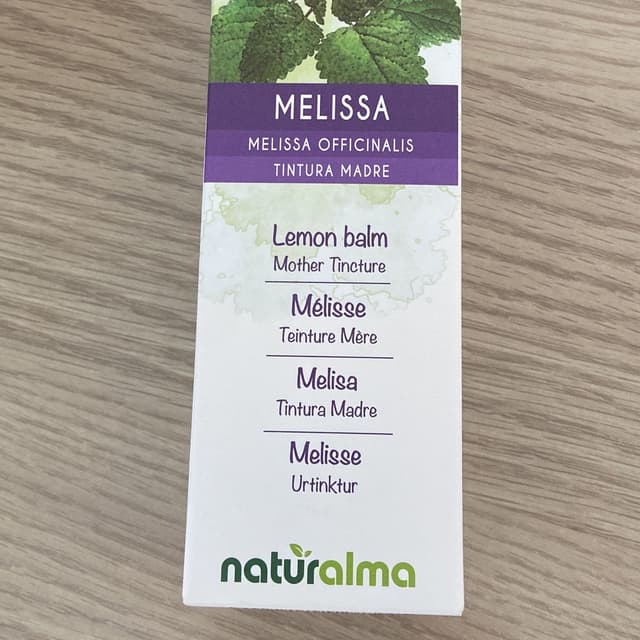 MELISSA
MELISSA OFFICINALIS
TINTURA MADRE
Lemon balm
Mother Tincture
Mélisse
Teinture Mère
Melisa
Tintura Madre
Melisse
Urtinktur
naturalma